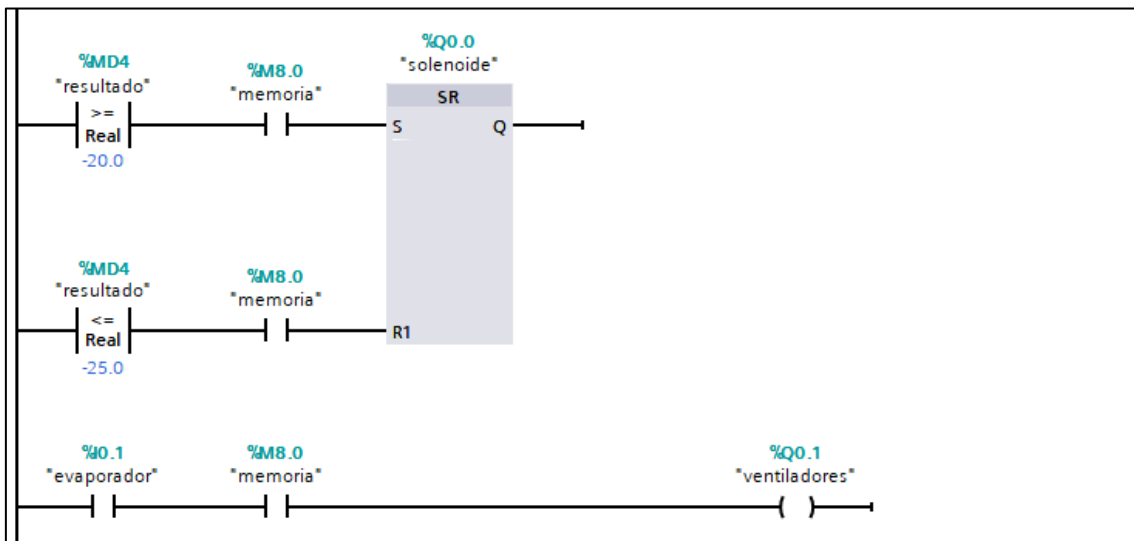 %MD4
"resultado"
>=
Real
-20.0
%M8.0
"memoria"
%Q0.0
"solenoide"
SR
S
Q
%MD4
"resultado"
<=
Real
-25.0
%M8.0
"memoria"
R1
%I0.1
"evaporador"
%M8.0
"memoria"
%Q0.1
"ventiladores"